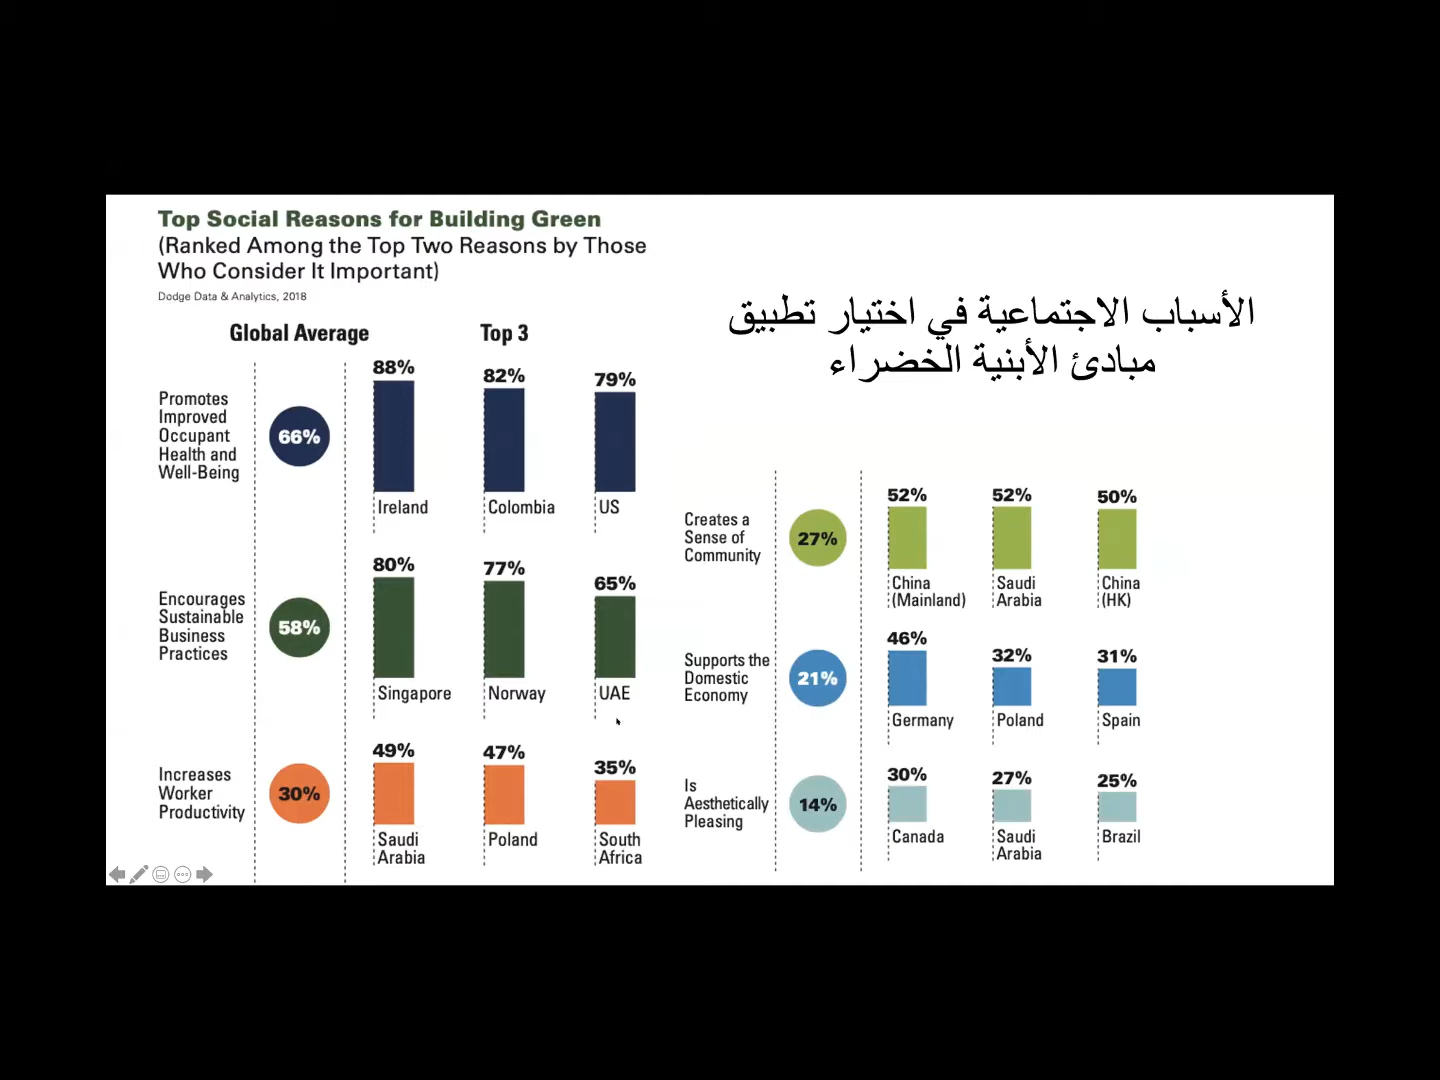 Top Social Reasons for Building Green
(Ranked Among the Top Two Reasons by Those
Who Consider It Important)
Dodge Data & Analytics, 2018
الأسباب الاجتماعية في اختيار تطبيق
مبادئ الأبنية الخضراء
Global Average
Top 3
Promotes
Improved
Occupant
Health and
Well-Being
66%
88%
82%
79%
Ireland
Colombia
US
Encourages
Sustainable
Business
Practices
58%
80%
77%
65%
Singapore
Norway
UAE
Increases
Worker
Productivity
30%
49%
47%
35%
Saudi
Arabia
Poland
South
Africa
Creates a
Sense of
Community
27%
52%
52%
50%
China
(Mainland)
Saudi
Arabia
China
(HK)
Supports the
Domestic
Economy
21%
46%
32%
31%
Germany
Poland
Spain
Is
Aesthetically
Pleasing
14%
30%
27%
25%
Canada
Saudi
Arabia
Brazil